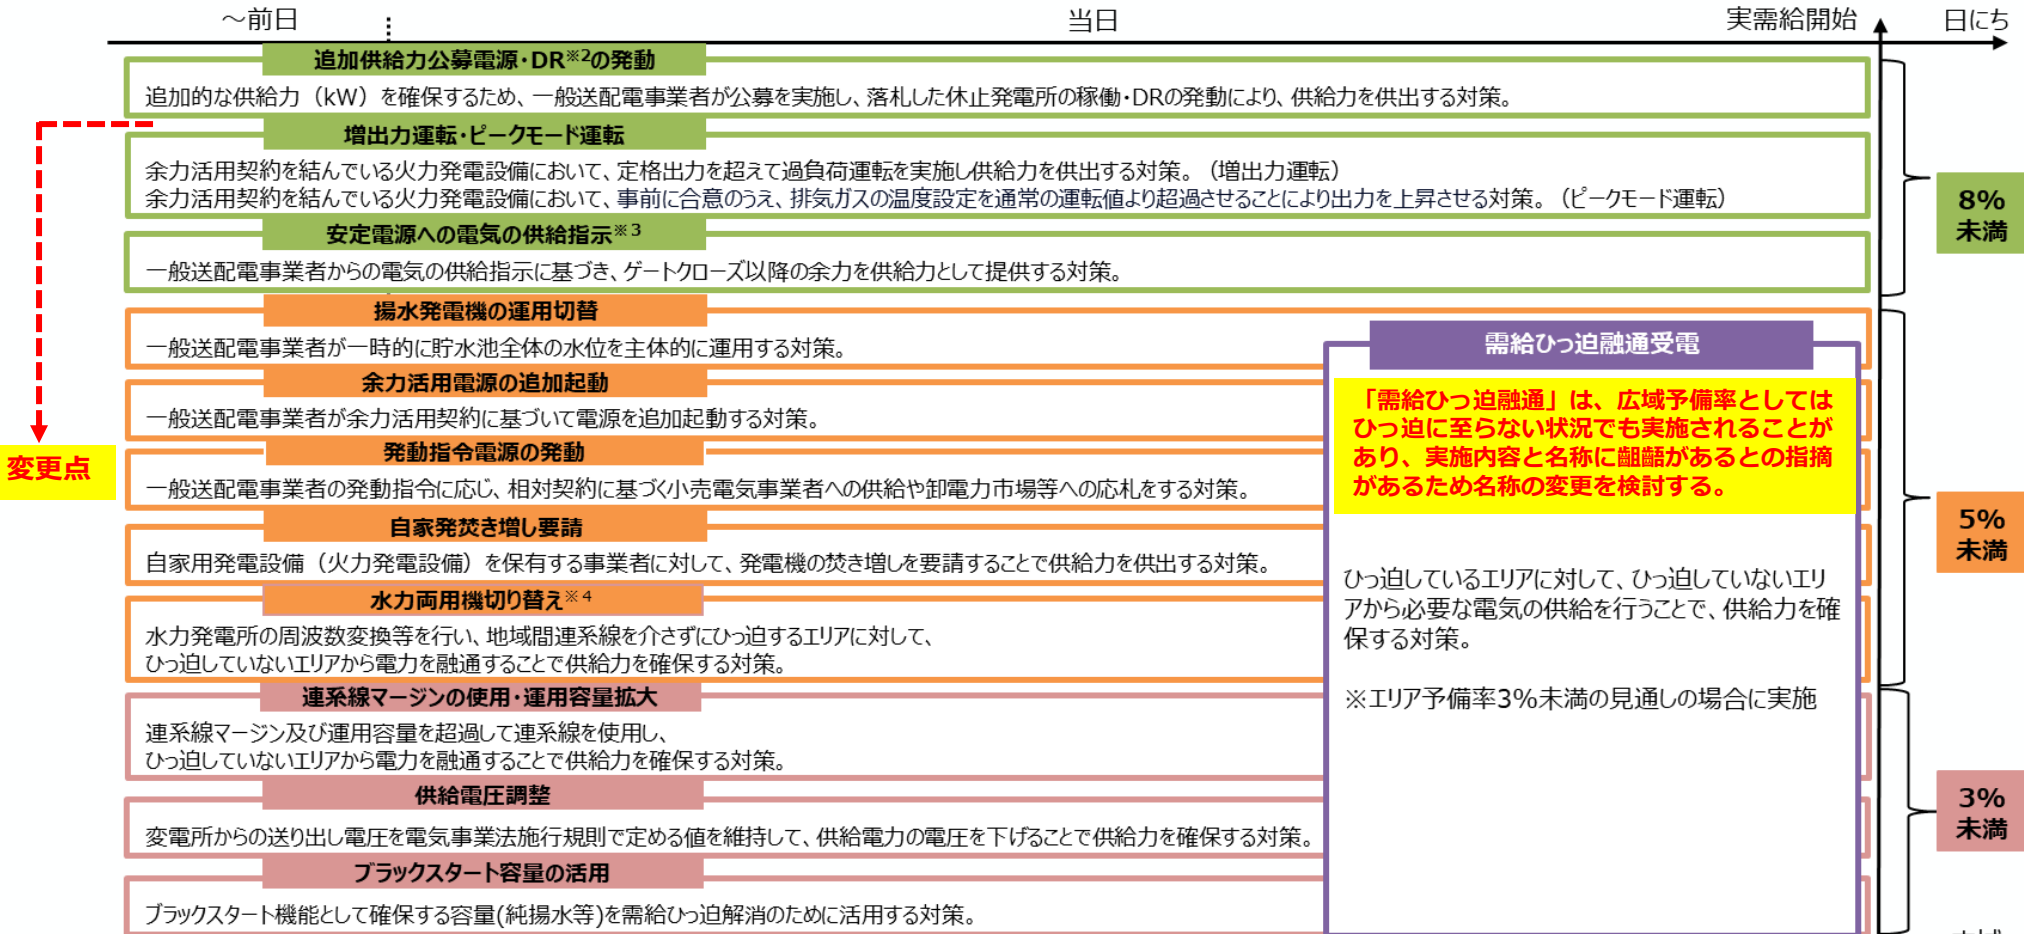 ～前日
当日
実需給開始
日にち
追加供給力公募電源・DR※2の発動
追加的な供給力（kW）を確保するため、一般送配電事業者が公募を実施し、落札した休止発電所の稼働・DRの発動により、供給力を供出する対策。
増出力運転・ピークモード運転
余力活用契約を結んでいる火力発電設備において、定格出力を超えて過負荷運転を実施し供給力を供出する対策。（増出力運転）
余力活用契約を結んでいる火力発電設備において、事前に合意のうえ、排気ガスの温度設定を通常の運転値より超過させることにより出力を上昇させる対策。（ピークモード運転）
安定電源への電気の供給指示※3
一般送配電事業者からの電気の供給指示に基づき、ゲートクローズ以降の余力を供給力として提供する対策。
8%
未満
揚水発電機の運用切替
一般送配電事業者が一時的に貯水池全体の水位を主体的に運用する対策。
余力活用電源の追加起動
一般送配電事業者が余力活用契約に基づいて電源を追加起動する対策。
変更点
発動指令電源の発動
一般送配電事業者の発動指令に応じ、相対契約に基づく小売電気事業者への供給や卸電力市場等への応札をする対策。
自家発焚き増し要請
自家用発電設備（火力発電設備）を保有する事業者に対して、発電機の焚き増しを要請することで供給力を供出する対策。
水力両用機切り替え※4
水力発電所の周波数変換等を行い、地域間連系線を介さずにひっ迫するエリアに対して、
ひっ迫していないエリアから電力を融通することで供給力を確保する対策。
5%
未満
需給ひっ迫融通受電
「需給ひっ迫融通」は、広域予備率としては
ひっ迫に至らない状況でも実施されることが
あり、実施内容と名称に齟齬があるとの指摘
があるため名称の変更を検討する。
ひっ迫しているエリアに対して、ひっ迫していないエリ
アから必要な電気の供給を行うことで、供給力を確
保する対策。
※エリア予備率3%未満の見通しの場合に実施
連系線マージンの使用・運用容量拡大
連系線マージン及び運用容量を超過して連系線を使用し、
ひっ迫していないエリアから電力を融通することで供給力を確保する対策。
供給電圧調整
変電所からの送り出し電圧を電気事業法施行規則で定める値を維持して、供給電力の電圧を下げることで供給力を確保する対策。
ブラックスタート容量の活用
ブラックスタート機能として確保する容量(純揚水等)を需給ひっ迫解消のために活用する対策。
3%
未満